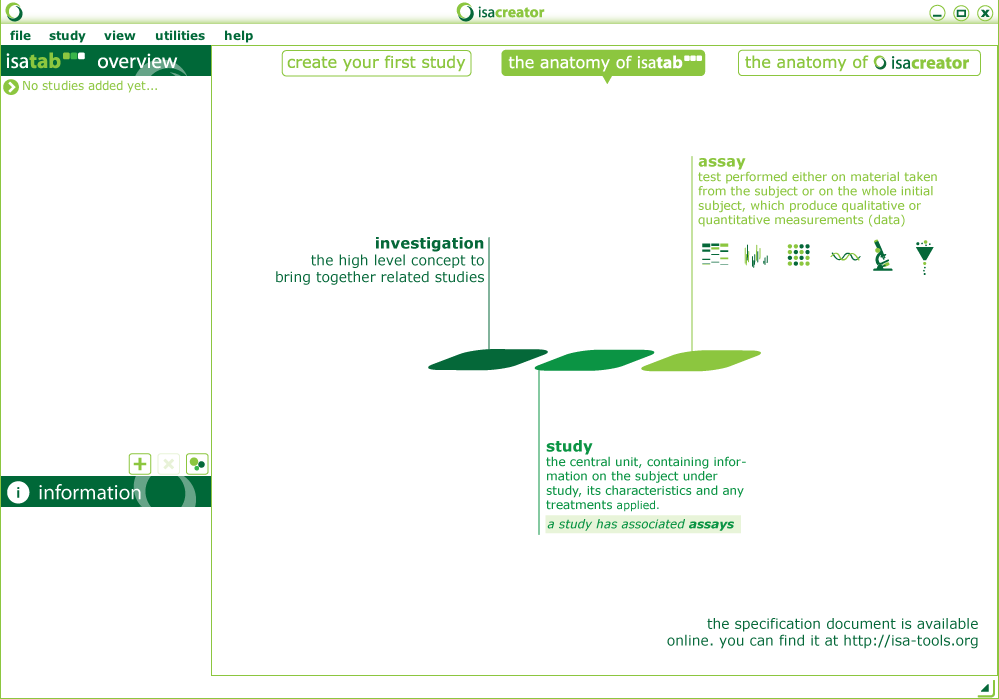 isacreator
file study view utilities help
isatab overview
No studies added yet...
create your first study
the anatomy of isatab
the anatomy of isacreator
assay
test performed either on material taken
from the subject or on the whole initial
subject, which produce qualitative or
quantitative measurements (data)
investigation
the high level concept to
bring together related studies
study
the central unit, containing infor-
mation on the subject under
study, its characteristics and any
treatments applied.
a study has associated assays
i information
the specification document is available
online. you can find it at http://isa-tools.org